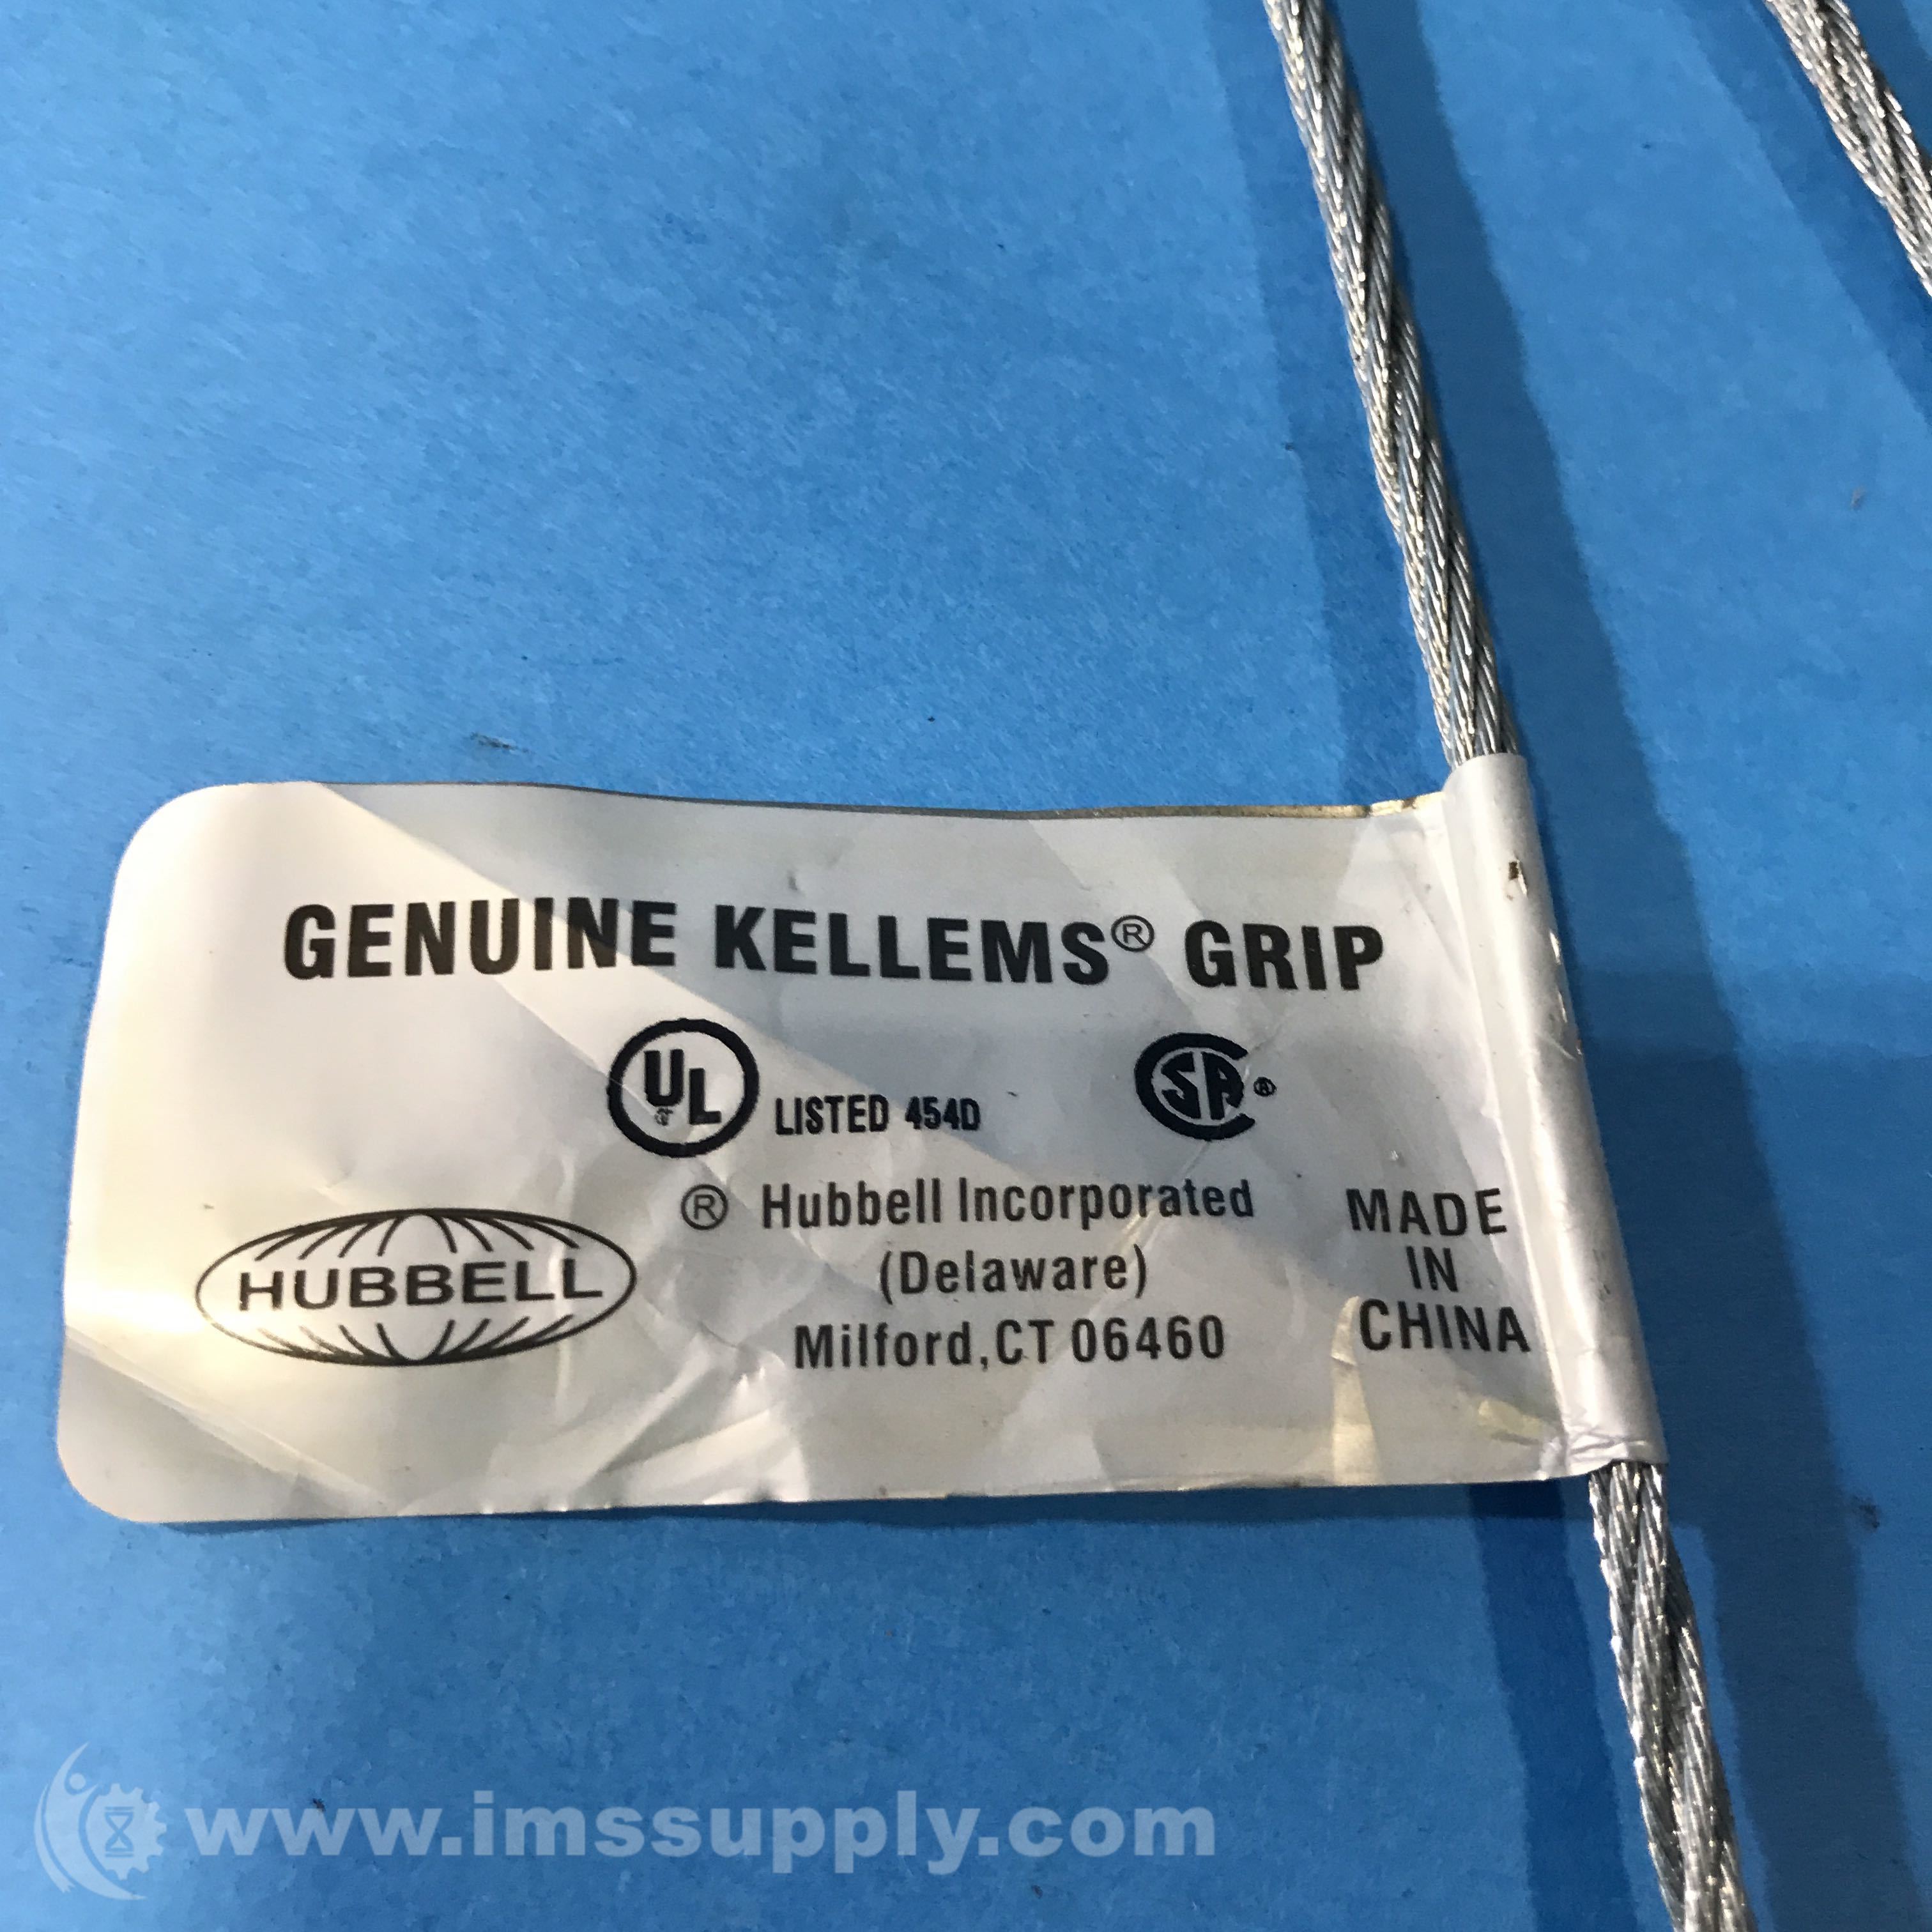 GENUINE KELLEMS® GRIP
UL LISTED 454D
SA®
® Hubbell Incorporated
(Delaware)
Milford,CT 06460
HUBBELL
MADE
IN
CHINA
www.imssupply.com